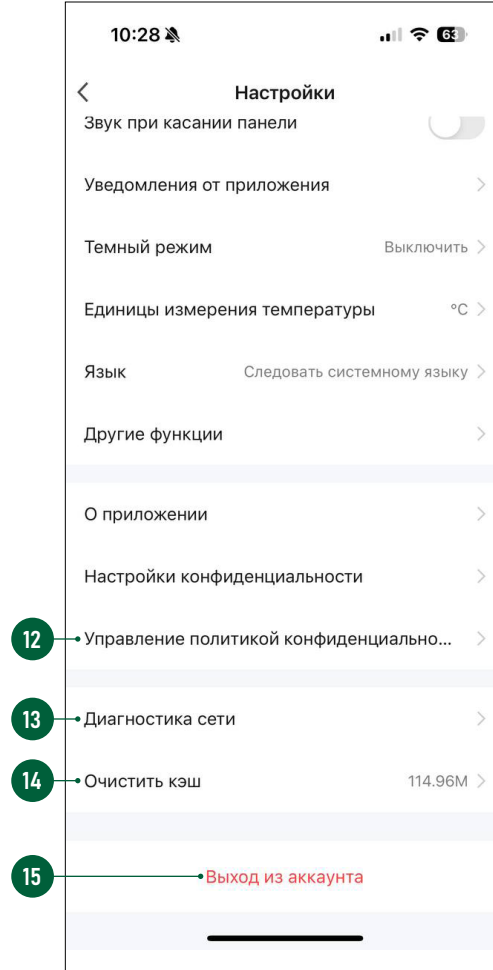 10:28
63
Настройки
Звук при касании панели
Уведомления от приложения
Темный режим Выключить
Единицы измерения температуры °C
Язык Следовать системному языку
Другие функции
О приложении
Настройки конфиденциальности
12 Управление политикой конфиденциально...
13 Диагностика сети
14 Очистить кэш 114.96M
15 Выход из аккаунта